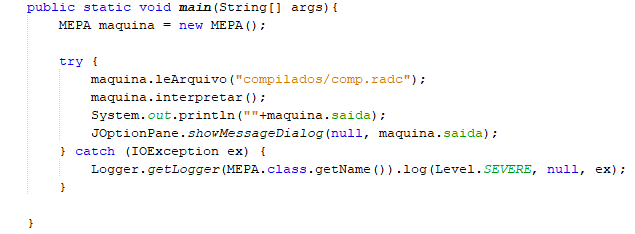 public static void main(String[] args){
MEPA maquina = new MEPA();
try {
maquina.leArquivo("compilados/comp.radc");
maquina.interpretar();
System.out.println(""+maquina.saida);
JOptionPane.showMessageDialog(null, maquina.saida);
} catch (IOException ex) {
Logger.getLogger(MEPA.class.getName()).log(Level.SEVERE, null, ex);
}
}